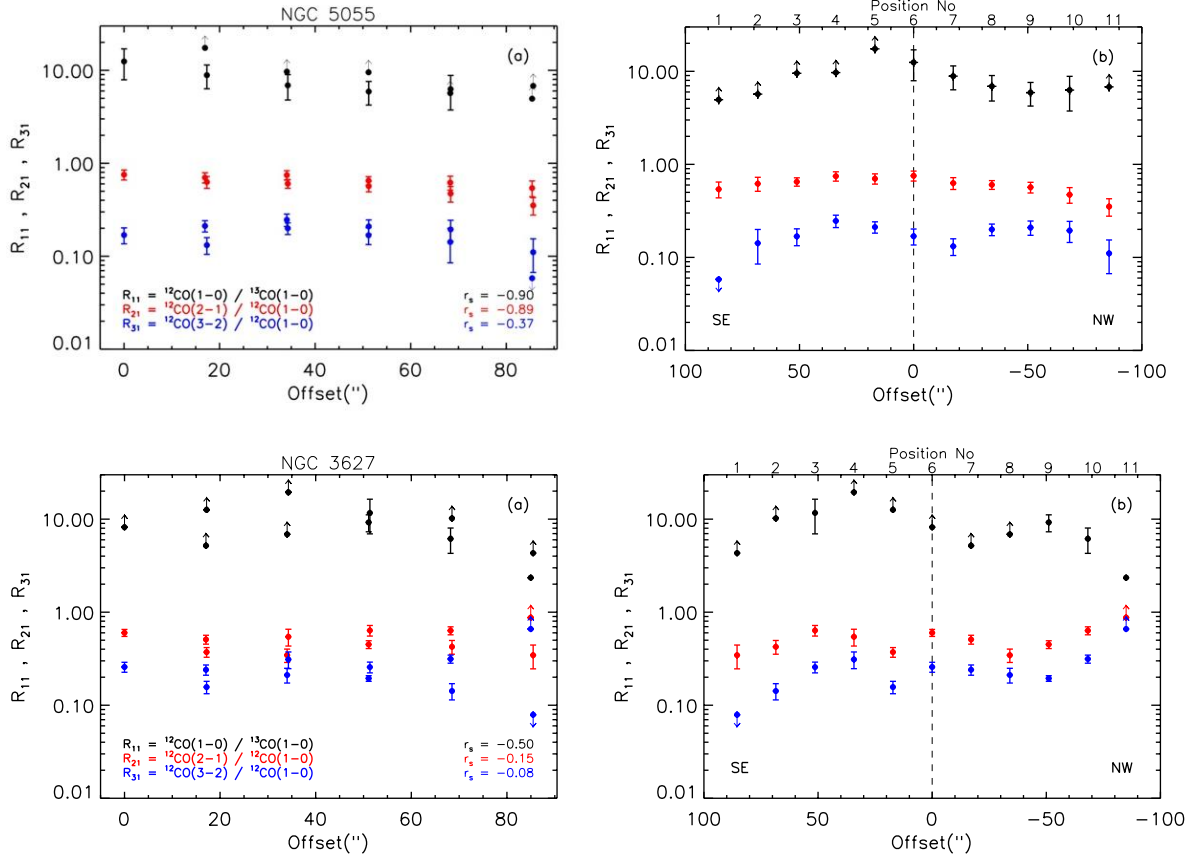 NGC 5055
(a)
10.00
1.00
0.10
0.01
R₁₁ , R₂₁ , R₃₁
R₁₁ = ¹²CO(1−0) / ¹³CO(1−0) r_s = −0.90
R₂₁ = ¹²CO(2−1) / ¹²CO(1−0) r_s = −0.89
R₃₁ = ¹²CO(3−2) / ¹²CO(1−0) r_s = −0.37
0 20 40 60 80
Offset('')
Position No
1 2 3 4 5 6 7 8 9 10 11
(b)
10.00
1.00
0.10
0.01
R₁₁ , R₂₁ , R₃₁
SE NW
100 50 0 −50 −100
Offset('')
NGC 3627
(a)
10.00
1.00
0.10
0.01
R₁₁ , R₂₁ , R₃₁
R₁₁ = ¹²CO(1−0) / ¹³CO(1−0) r_s = −0.50
R₂₁ = ¹²CO(2−1) / ¹²CO(1−0) r_s = −0.15
R₃₁ = ¹²CO(3−2) / ¹²CO(1−0) r_s = −0.08
0 20 40 60 80
Offset('')
Position No
1 2 3 4 5 6 7 8 9 10 11
(b)
10.00
1.00
0.10
0.01
R₁₁ , R₂₁ , R₃₁
SE NW
100 50 0 −50 −100
Offset('')